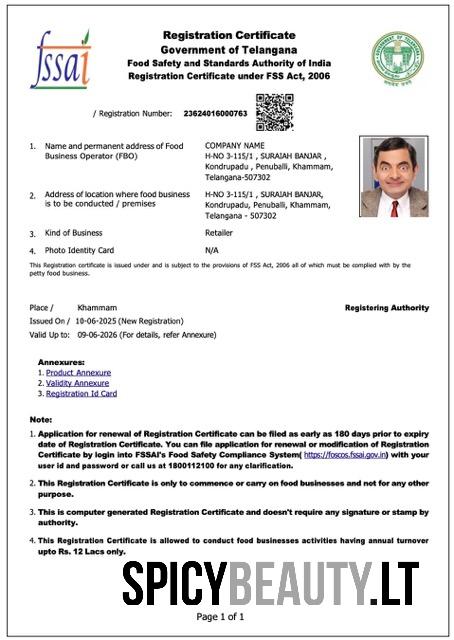 fssai
Registration Certificate
Government of Telangana
Food Safety and Standards Authority of India
Registration Certificate under FSS Act, 2006
/ Registration Number: 23624016000763
1. Name and permanent address of Food Business Operator (FBO)
COMPANY NAME
H-NO 3-115/1 , SURAIAH BANJAR ,
Kondrupadu , Penuballi, Khammam,
Telangana-507302
2. Address of location where food business is to be conducted / premises
H-NO 3-115/1 , SURAIAH BANJAR,
Kondrupadu, Penuballi, Khammam,
Telangana - 507302
3. Kind of Business Retailer
4. Photo Identity Card N/A
This Registration certificate is issued under and is subject to the provisions of FSS Act, 2006 all of which must be complied with by the
petty food business.
Place / Khammam Registering Authority
Issued On / 10-06-2025 (New Registration)
Valid Up to: 09-06-2026 (For details, refer Annexure)
Annexures:
1. Product Annexure
2. Validity Annexure
3. Registration Id Card
Note:
1. Application for renewal of Registration Certificate can be filed as early as 180 days prior to expiry
date of Registration Certificate. You can file application for renewal or modification of Registration
Certificate by login into FSSAI's Food Safety Compliance System( https://foscos.fssai.gov.in) with your
user id and password or call us at 1800112100 for any clarification.
2. This Registration Certificate is only to commence or carry on food businesses and not for any other
purpose.
3. This is computer generated Registration Certificate and doesn't require any signature or stamp by
authority.
4. This Registration Certificate is allowed to conduct food businesses activities having annual turnover
upto Rs. 12 Lacs only.
SPICYBEAUTY.LT
Page 1 of 1